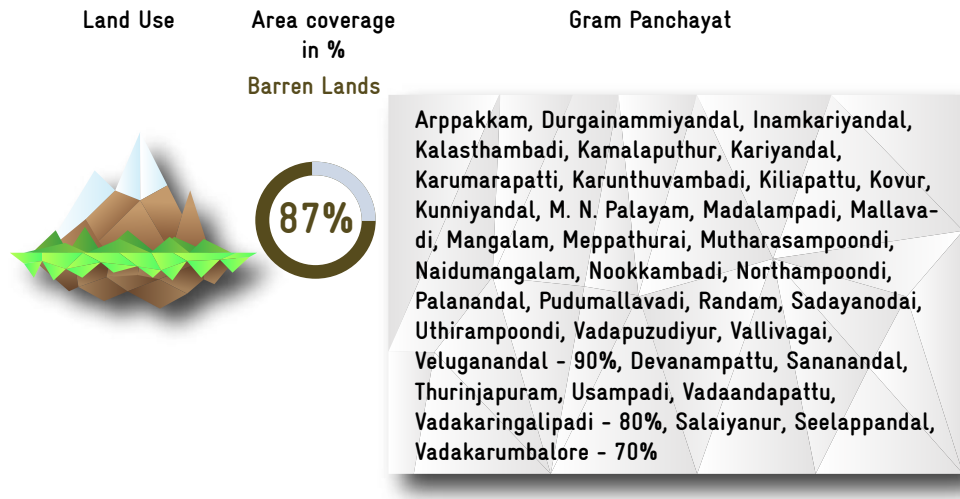 Land Use
Area coverage
in %
Gram Panchayat
Barren Lands
87%
Arppakkam, Durgainammiyandal, Inamkariyandal,
Kalasthambadi, Kamalaputhur, Kariyandal,
Karumarapatti, Karunthuvambadi, Kiliapattu, Kovur,
Kunniyandal, M. N. Palayam, Madalampadi, Mallava-
di, Mangalam, Meppathurai, Mutharasampoondi,
Naidumangalam, Nookkambadi, Northampoondi,
Palanandal, Pudumallavadi, Randam, Sadayanodai,
Uthirampoondi, Vadapuzudiyur, Vallivagai,
Veluganandal - 90%, Devanampattu, Sananandal,
Thurinjapuram, Usampadi, Vadaandapattu,
Vadakaringalipadi - 80%, Salaiyanur, Seelappandal,
Vadakarumbalore - 70%